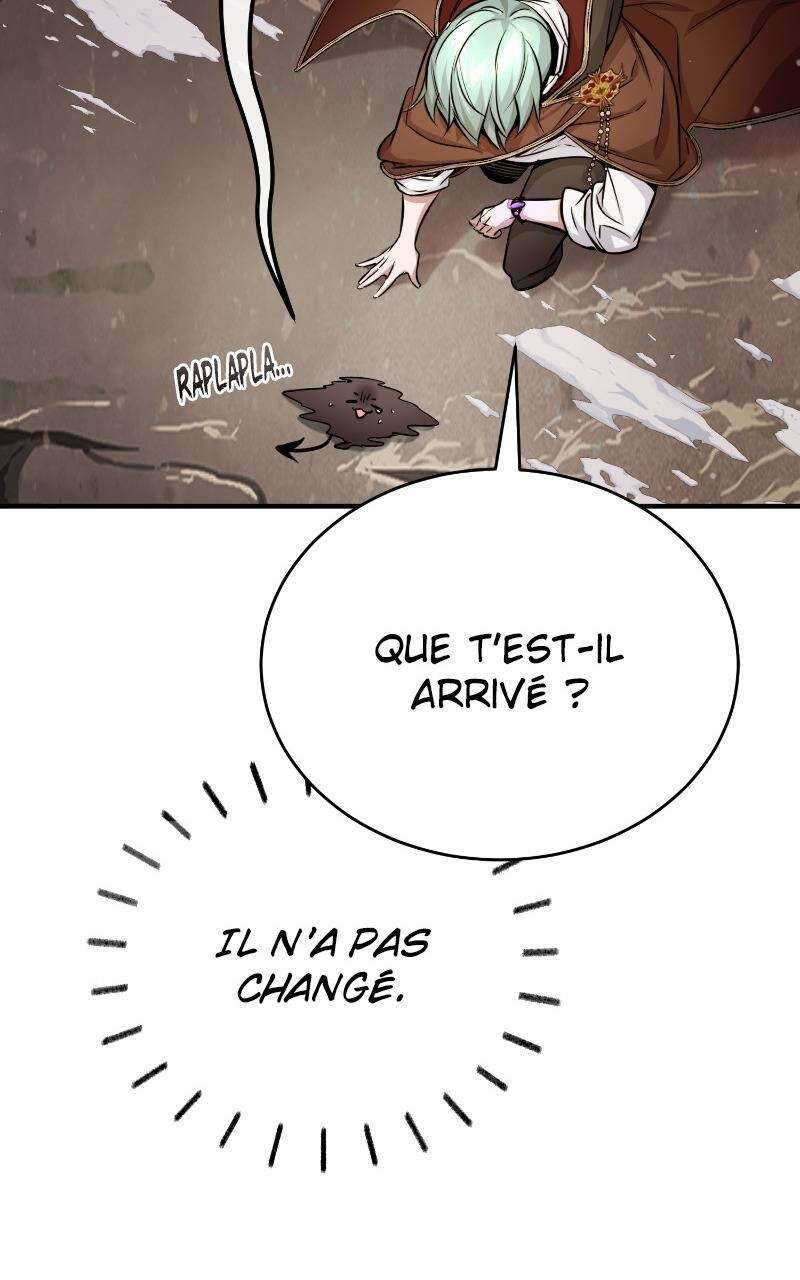 RAPLAPLA...
QUE T'EST-IL
ARRIVÉ ?
IL N'A PAS
CHANGÉ.